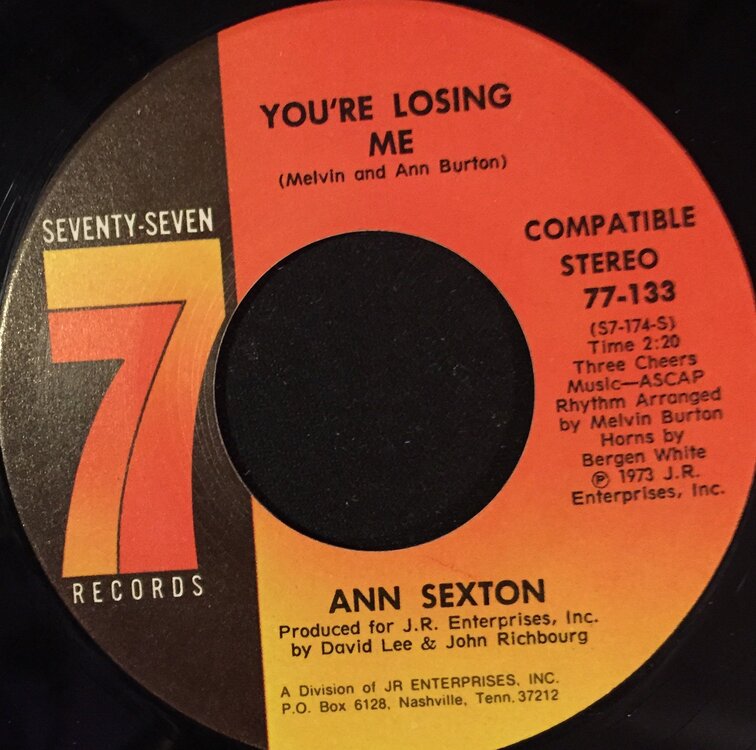 YOU'RE LOSING
ME
(Melvin and Ann Burton)
SEVENTY-SEVEN
7
RECORDS
COMPATIBLE
STEREO
77-133
(S7-174-S)
Time 2:20
Three Cheers
Music—ASCAP
Rhythm Arranged
by Melvin Burton
Horns by
Bergen White
℗ 1973 J.R.
Enterprises, Inc.
ANN SEXTON
Produced for J.R. Enterprises, Inc.
by David Lee & John Richbourg
A Division of JR ENTERPRISES, INC.
P.O. Box 6128, Nashville, Tenn. 37212